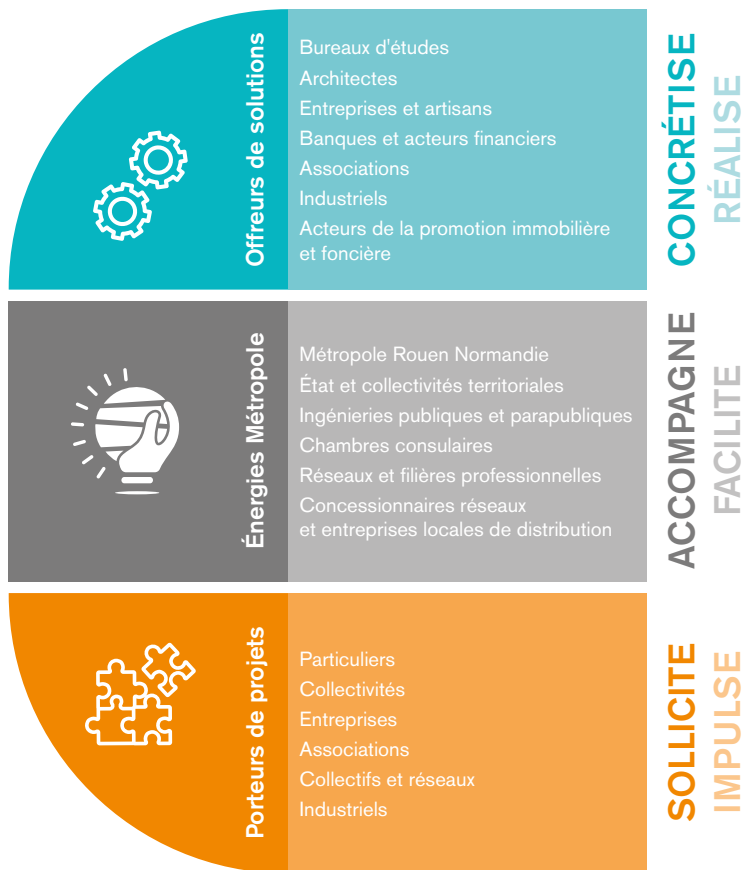 Offreurs de solutions
Bureaux d'études
Architectes
Entreprises et artisans
Banques et acteurs financiers
Associations
Industriels
Acteurs de la promotion immobilière
et foncière
CONCRÉTISE
RÉALISE
Énergies Métropole
Métropole Rouen Normandie
État et collectivités territoriales
Ingénieries publiques et parapubliques
Chambres consulaires
Réseaux et filières professionnelles
Concessionnaires réseaux
et entreprises locales de distribution
ACCOMPAGNE
FACILITE
Porteurs de projets
Particuliers
Collectivités
Entreprises
Associations
Collectifs et réseaux
Industriels
SOLLICITE
IMPULSE